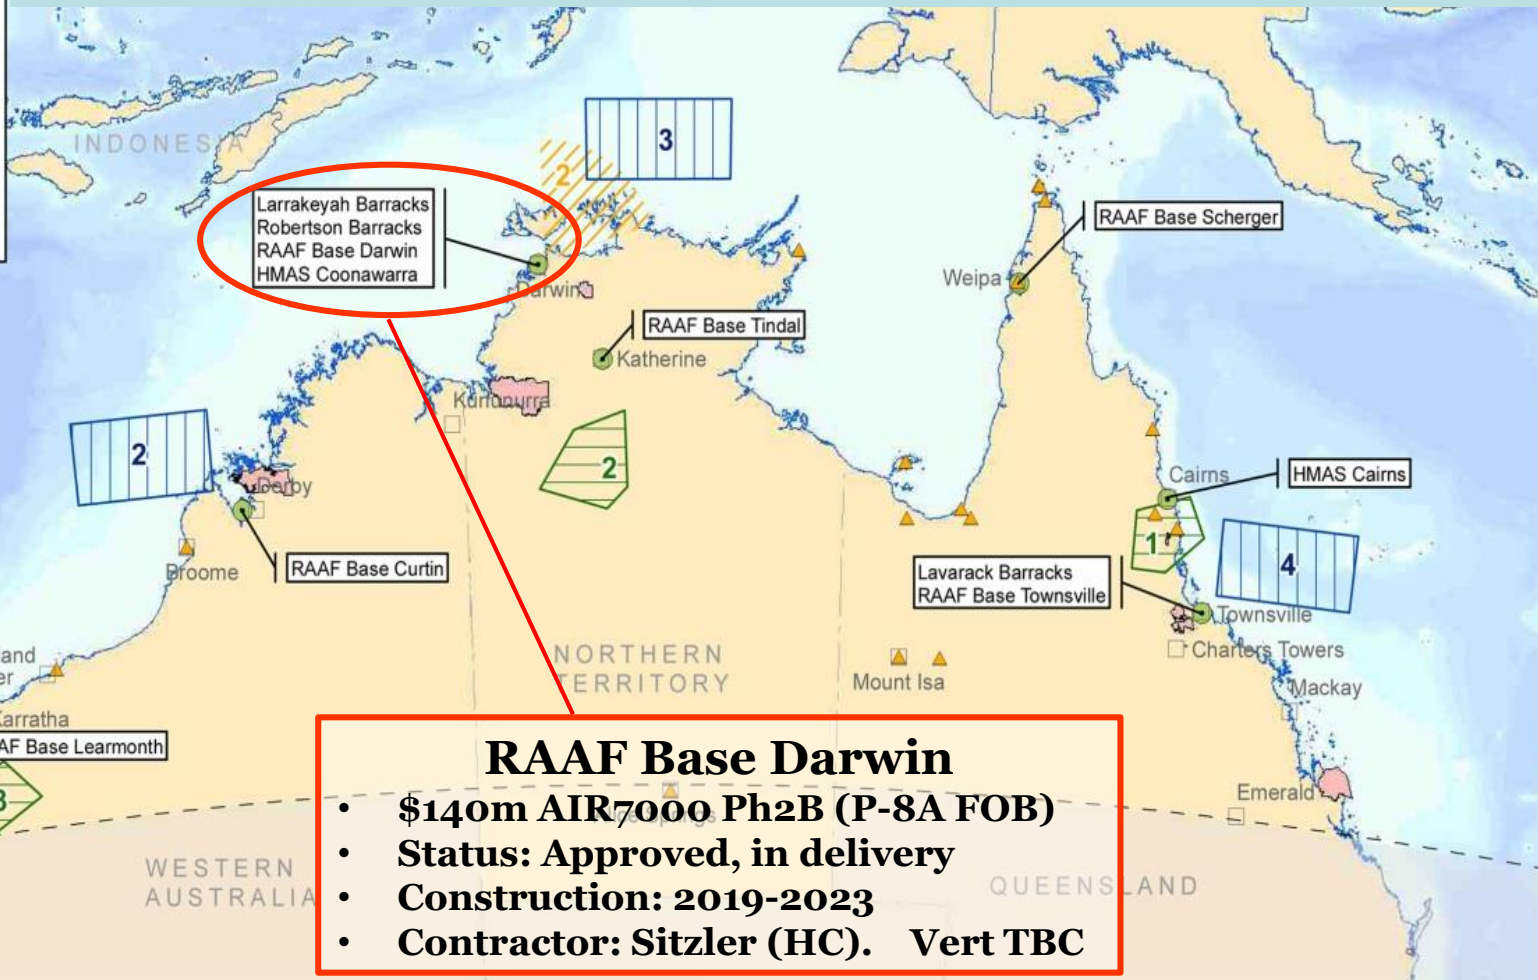 INDONESIA
3
2
Larrakeyah Barracks
Robertson Barracks
RAAF Base Darwin
HMAS Coonawarra
Darwin
RAAF Base Scherger
Weipa
RAAF Base Tindal
Katherine
Kununurra
2
2
Derby
Cairns
HMAS Cairns
1
4
Broome
RAAF Base Curtin
Lavarack Barracks
RAAF Base Townsville
Townsville
Charters Towers
NORTHERN
TERRITORY
Mount Isa
Mackay
and
er
Karratha
AF Base Learmonth
3
RAAF Base Darwin
• $140m AIR7000 Ph2B (P-8A FOB)
Alice Springs
• Status: Approved, in delivery
• Construction: 2019-2023
• Contractor: Sitzler (HC). Vert TBC
Emerald
WESTERN
AUSTRALIA
QUEENSLAND